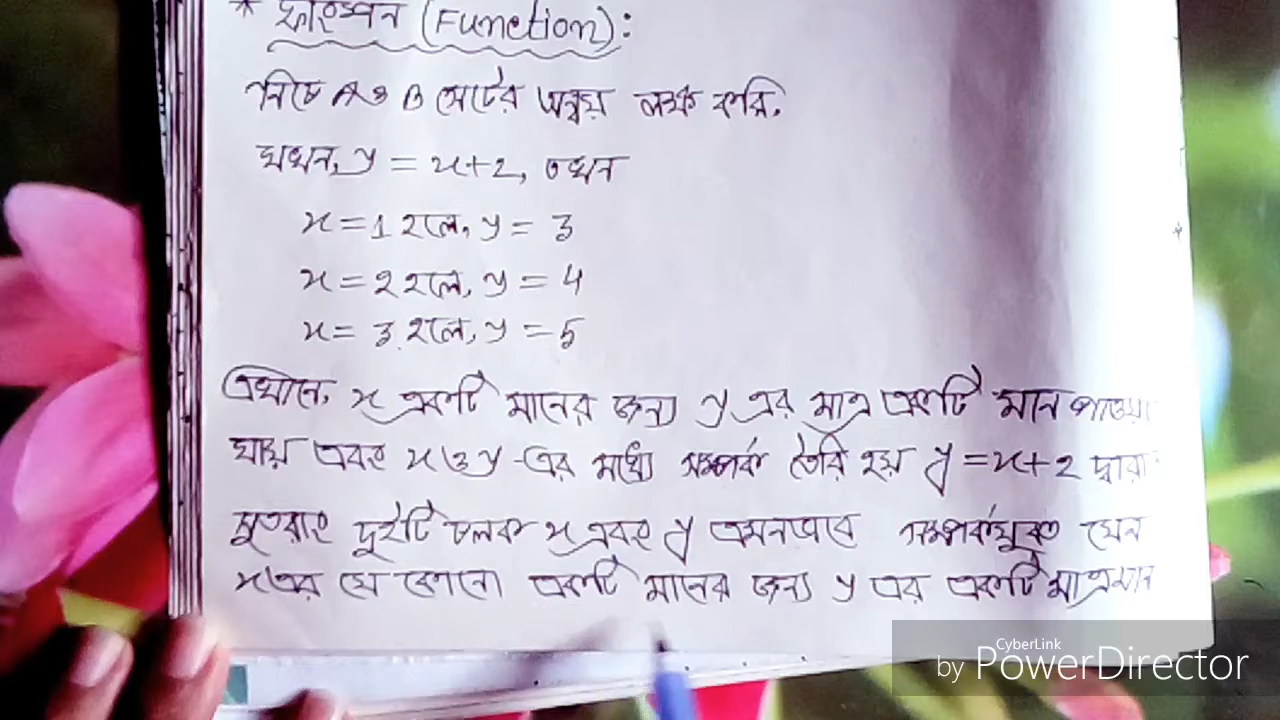 * ফাংশন (Function):
নিচে A ও B সেটের অন্বয় লক্ষ করি,
যখন, y = x+2, তখন
x = 1 হলে, y = 3
x = 2 হলে, y = 4
x = 3 হলে, y = 5
এখানে, x একটি মানের জন্য y এর মাত্র একটি মান পাওয়া
যায় এবং x ও y -এর মধ্যে সম্পর্ক তৈরি হয় y = x + 2 দ্বারা
সুতরাং দুইটি চলক x এবং y এমনভাবে সম্পর্কযুক্ত যেন
x এর যে কোনো একটি মানের জন্য y এর একটি মাত্র মান
CyberLink
by PowerDirector